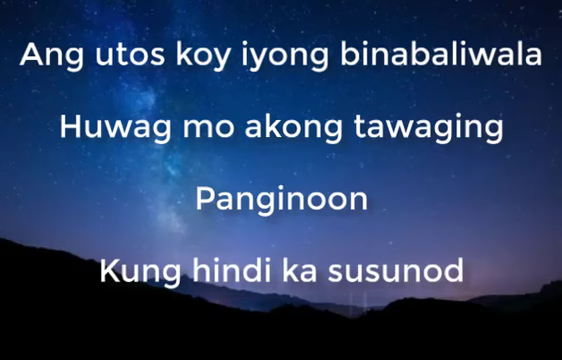 Ang utos koy iyong binabaliwala
Huwag mo akong tawaging
Panginoon
Kung hindi ka susunod